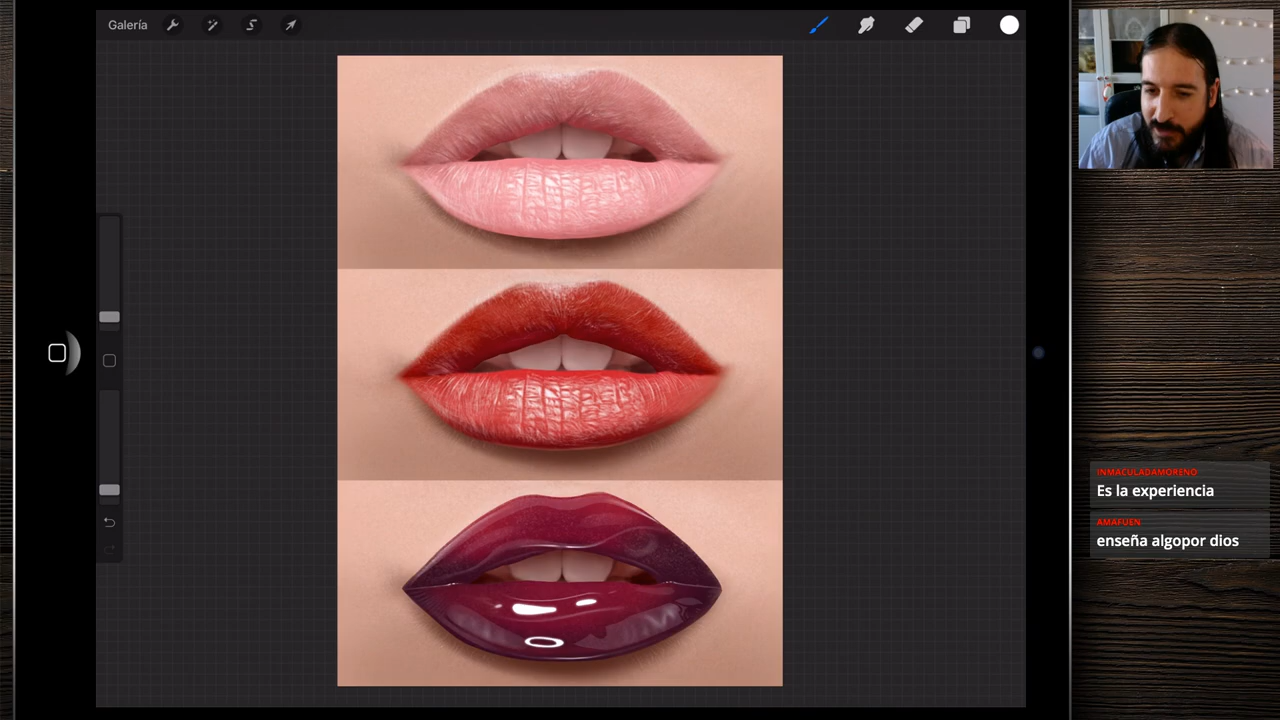 Galería
INMACULADAMORENO
Es la experiencia
AMAFUEN
enseña algopor dios